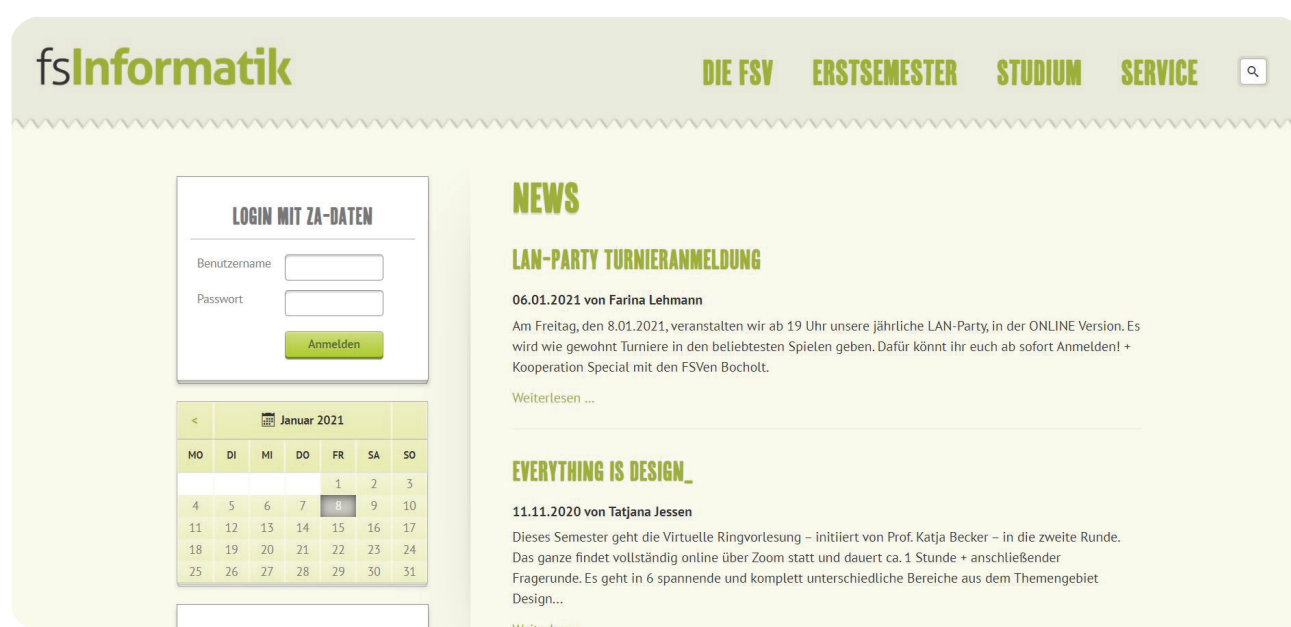 fsInformatik
DIE FSV ERSTSEMESTER STUDIUM SERVICE
LOGIN MIT ZA-DATEN
Benutzername
Passwort
Anmelden
< Januar 2021
MO DI MI DO FR SA SO
1 2 3
4 5 6 7 8 9 10
11 12 13 14 15 16 17
18 19 20 21 22 23 24
25 26 27 28 29 30 31
NEWS
LAN-PARTY TURNIERANMELDUNG
06.01.2021 von Farina Lehmann
Am Freitag, den 8.01.2021, veranstalten wir ab 19 Uhr unsere jährliche LAN-Party, in der ONLINE Version. Es
wird wie gewohnt Turniere in den beliebtesten Spielen geben. Dafür könnt ihr euch ab sofort Anmelden! +
Kooperation Special mit den FSVen Bocholt.
Weiterlesen ...
EVERYTHING IS DESIGN_
11.11.2020 von Tatjana Jessen
Dieses Semester geht die Virtuelle Ringvorlesung – initiiert von Prof. Katja Becker – in die zweite Runde.
Das ganze findet vollständig online über Zoom statt und dauert ca. 1 Stunde + anschließender
Fragerunde. Es geht in 6 spannende und komplett unterschiedliche Bereiche aus dem Themengebiet
Design...